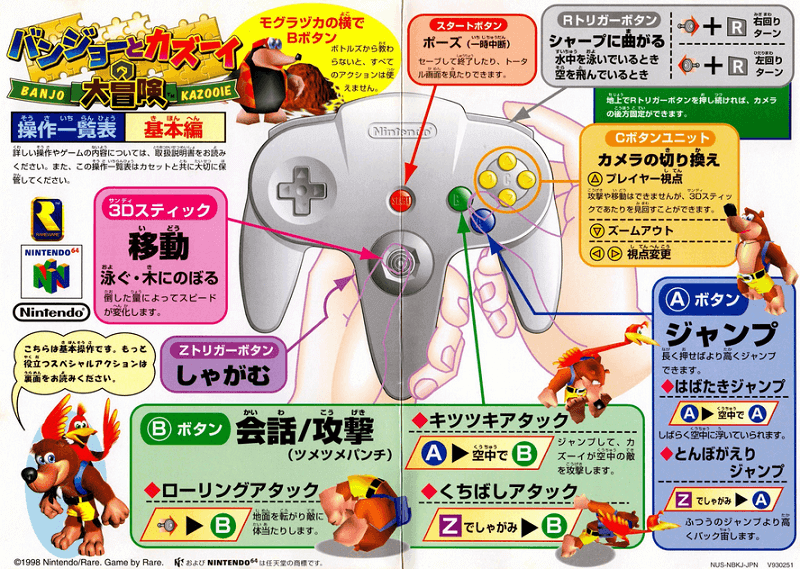 バンジョーとカズーイの大冒険
BANJO KAZOOIE
操作一覧表 基本編
詳しい操作やゲームの内容については、取扱説明書をお読み
ください。また、この操作一覧表はカセットと共に大切に保
管してください。
モグラヅカの横で
Bボタン
ボトルズから教わ
らないと、すべて
のアクションは使
えません。
スタートボタン
ポーズ(一時中断)
セーブして終了したり、トータ
ル画面を見たりできます。
Rトリガーボタン
シャープに曲がる
水中を泳いでいるとき
空を飛んでいるとき
+ R 右回り
ターン
+ R 左回り
ターン
地上でRトリガーボタンを押し続ければ、カメラ
の後方固定ができます。
Cボタンユニット
カメラの切り換え
プレイヤー視点
攻撃や移動はできませんが、3Dスティッ
クであたりを見回すことができます。
ズームアウト
視点変更
Nintendo
START
B
A
C
RAREWARE
NINTENDO 64
Nintendo
3Dスティック
移動
泳ぐ・木にのぼる
倒した量によってスピード
が変化します。
Zトリガーボタン
しゃがむ
こちらは基本操作です。もっと
役立つスペシャルアクションは
裏面をお読みください。
Aボタン
ジャンプ
長く押せばより高くジャンプ
できます。
◆はばたきジャンプ
A▶空中でA
しばらく空中に浮いていられます。
◆とんぼがえり
ジャンプ
Zでしゃがみ▶A
ふつうのジャンプより高
くバック宙します。
Bボタン 会話/攻撃
(ツメツメパンチ)
◆ローリングアタック
▶B
地面を転がり敵に
体当たりします。
◆キツツキアタック
A▶空中でB
ジャンプして、カ
ズーイが空中の敵
を攻撃します。
◆くちばしアタック
Zでしゃがみ▶B
©1998 Nintendo/Rare. Game by Rare.
および NINTENDO64は任天堂の商標です。
NUS-NBKJ-JPN V930251